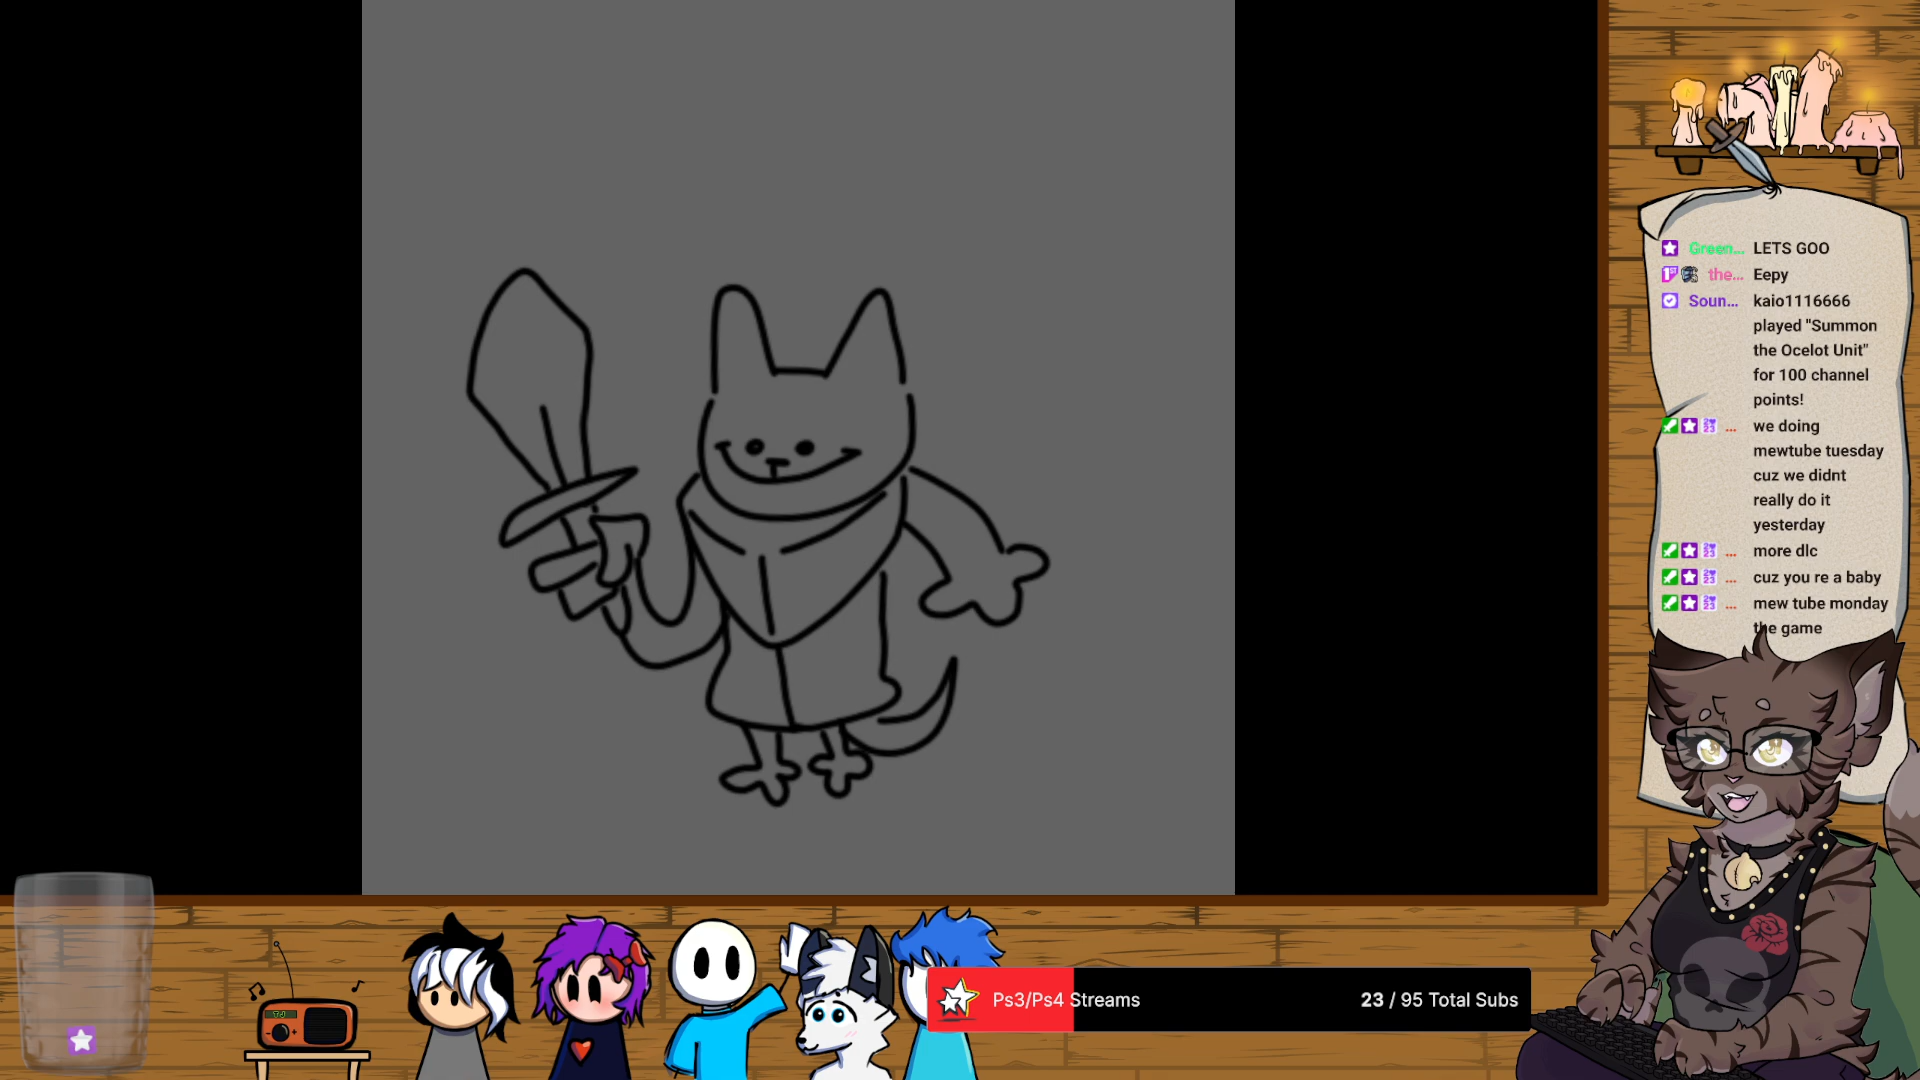 Green... LETS GOO
the... Eepy
Soun... kaio1116666
played "Summon
the Ocelot Unit"
for 100 channel
points!
... we doing
mewtube tuesday
cuz we didnt
really do it
yesterday
... more dlc
... cuz you re a baby
... mew tube monday
the game
Ps3/Ps4 Streams 23 / 95 Total Subs